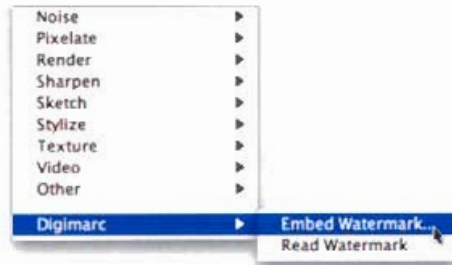 Noise
Pixelate
Render
Sharpen
Sketch
Stylize
Texture
Video
Other
Digimarc
Embed Watermark...
Read Watermark